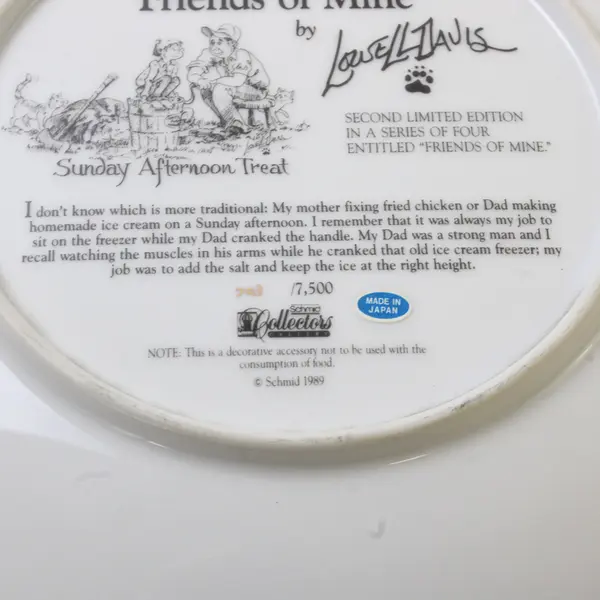 Friends of Mine
by
LOWELL DAVIS
SECOND LIMITED EDITION
IN A SERIES OF FOUR
ENTITLED "FRIENDS OF MINE."
Sunday Afternoon Treat
I don't know which is more traditional: My mother fixing fried chicken or Dad making
homemade ice cream on a Sunday afternoon. I remember that it was always my job to
sit on the freezer while my Dad cranked the handle. My Dad was a strong man and I
recall watching the muscles in his arms while he cranked that old ice cream freezer; my
job was to add the salt and keep the ice at the right height.
/7,500
MADE IN
JAPAN
Schmid
Collectors
NOTE: This is a decorative accessory not to be used with the
consumption of food.
© Schmid 1989